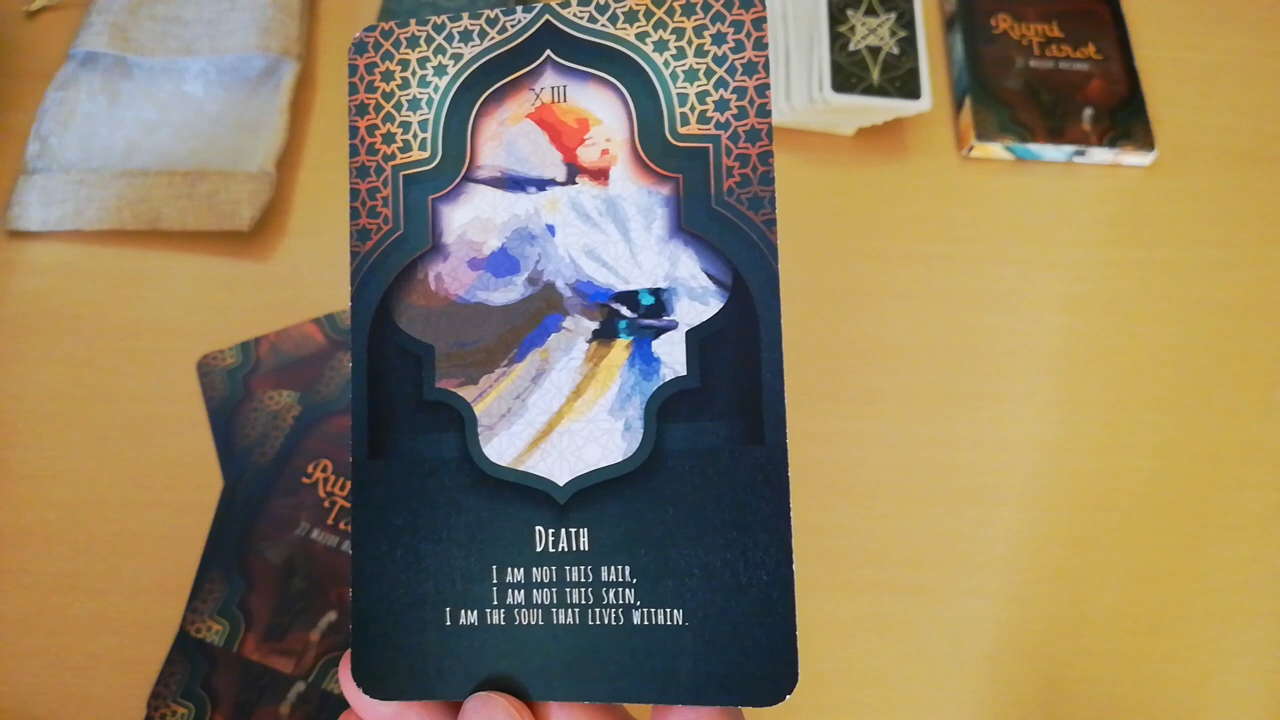 Rumi
Tarot
XIII
Death
I am not this hair,
I am not this skin,
I am the soul that lives within.